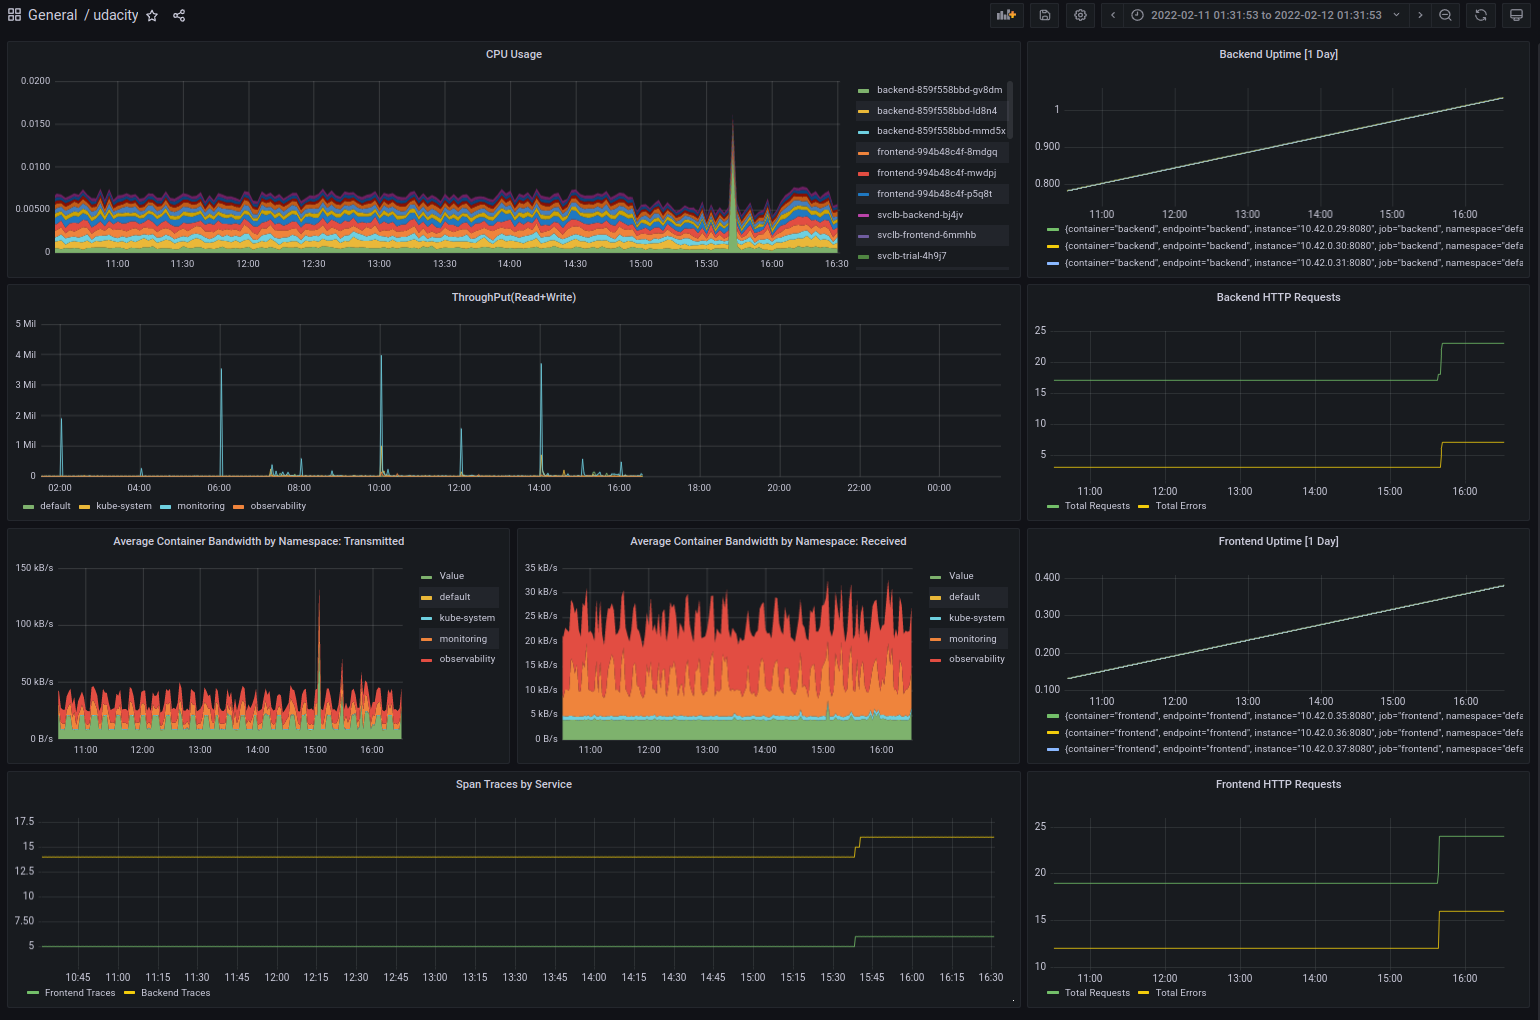 General / udacity
2022-02-11 01:31:53 to 2022-02-12 01:31:53
CPU Usage
0.0200
0.0150
0.0100
0.00500
0
11:00 11:30 12:00 12:30 13:00 13:30 14:00 14:30 15:00 15:30 16:00 16:30
backend-859f558bbd-gv8dm
backend-859f558bbd-ld8n4
backend-859f558bbd-mmd5x
frontend-994b48c4f-8mdgq
frontend-994b48c4f-mwdpj
frontend-994b48c4f-p5q8t
svclb-backend-bj4jv
svclb-frontend-6mmhb
svclb-trial-4h9j7
Backend Uptime [1 Day]
1
0.900
0.800
11:00 12:00 13:00 14:00 15:00 16:00
{container="backend", endpoint="backend", instance="10.42.0.29:8080", job="backend", namespace="defa
{container="backend", endpoint="backend", instance="10.42.0.30:8080", job="backend", namespace="defa
{container="backend", endpoint="backend", instance="10.42.0.31:8080", job="backend", namespace="defa
ThroughPut(Read+Write)
5 Mil
4 Mil
3 Mil
2 Mil
1 Mil
0
02:00 04:00 06:00 08:00 10:00 12:00 14:00 16:00 18:00 20:00 22:00 00:00
default kube-system monitoring observability
Backend HTTP Requests
25
20
15
10
5
11:00 12:00 13:00 14:00 15:00 16:00
Total Requests Total Errors
Average Container Bandwidth by Namespace: Transmitted
150 kB/s
100 kB/s
50 kB/s
0 B/s
11:00 12:00 13:00 14:00 15:00 16:00
Value
default
kube-system
monitoring
observability
Average Container Bandwidth by Namespace: Received
35 kB/s
30 kB/s
25 kB/s
20 kB/s
15 kB/s
10 kB/s
5 kB/s
0 B/s
11:00 12:00 13:00 14:00 15:00 16:00
Value
default
kube-system
monitoring
observability
Frontend Uptime [1 Day]
0.400
0.300
0.200
0.100
11:00 12:00 13:00 14:00 15:00 16:00
{container="frontend", endpoint="frontend", instance="10.42.0.35:8080", job="frontend", namespace="defa
{container="frontend", endpoint="frontend", instance="10.42.0.36:8080", job="frontend", namespace="defa
{container="frontend", endpoint="frontend", instance="10.42.0.37:8080", job="frontend", namespace="defa
Span Traces by Service
17.5
15
12.5
10
7.50
5
10:45 11:00 11:15 11:30 11:45 12:00 12:15 12:30 12:45 13:00 13:15 13:30 13:45 14:00 14:15 14:30 14:45 15:00 15:15 15:30 15:45 16:00 16:15 16:30
Frontend Traces Backend Traces
Frontend HTTP Requests
25
20
15
10
11:00 12:00 13:00 14:00 15:00 16:00
Total Requests Total Errors